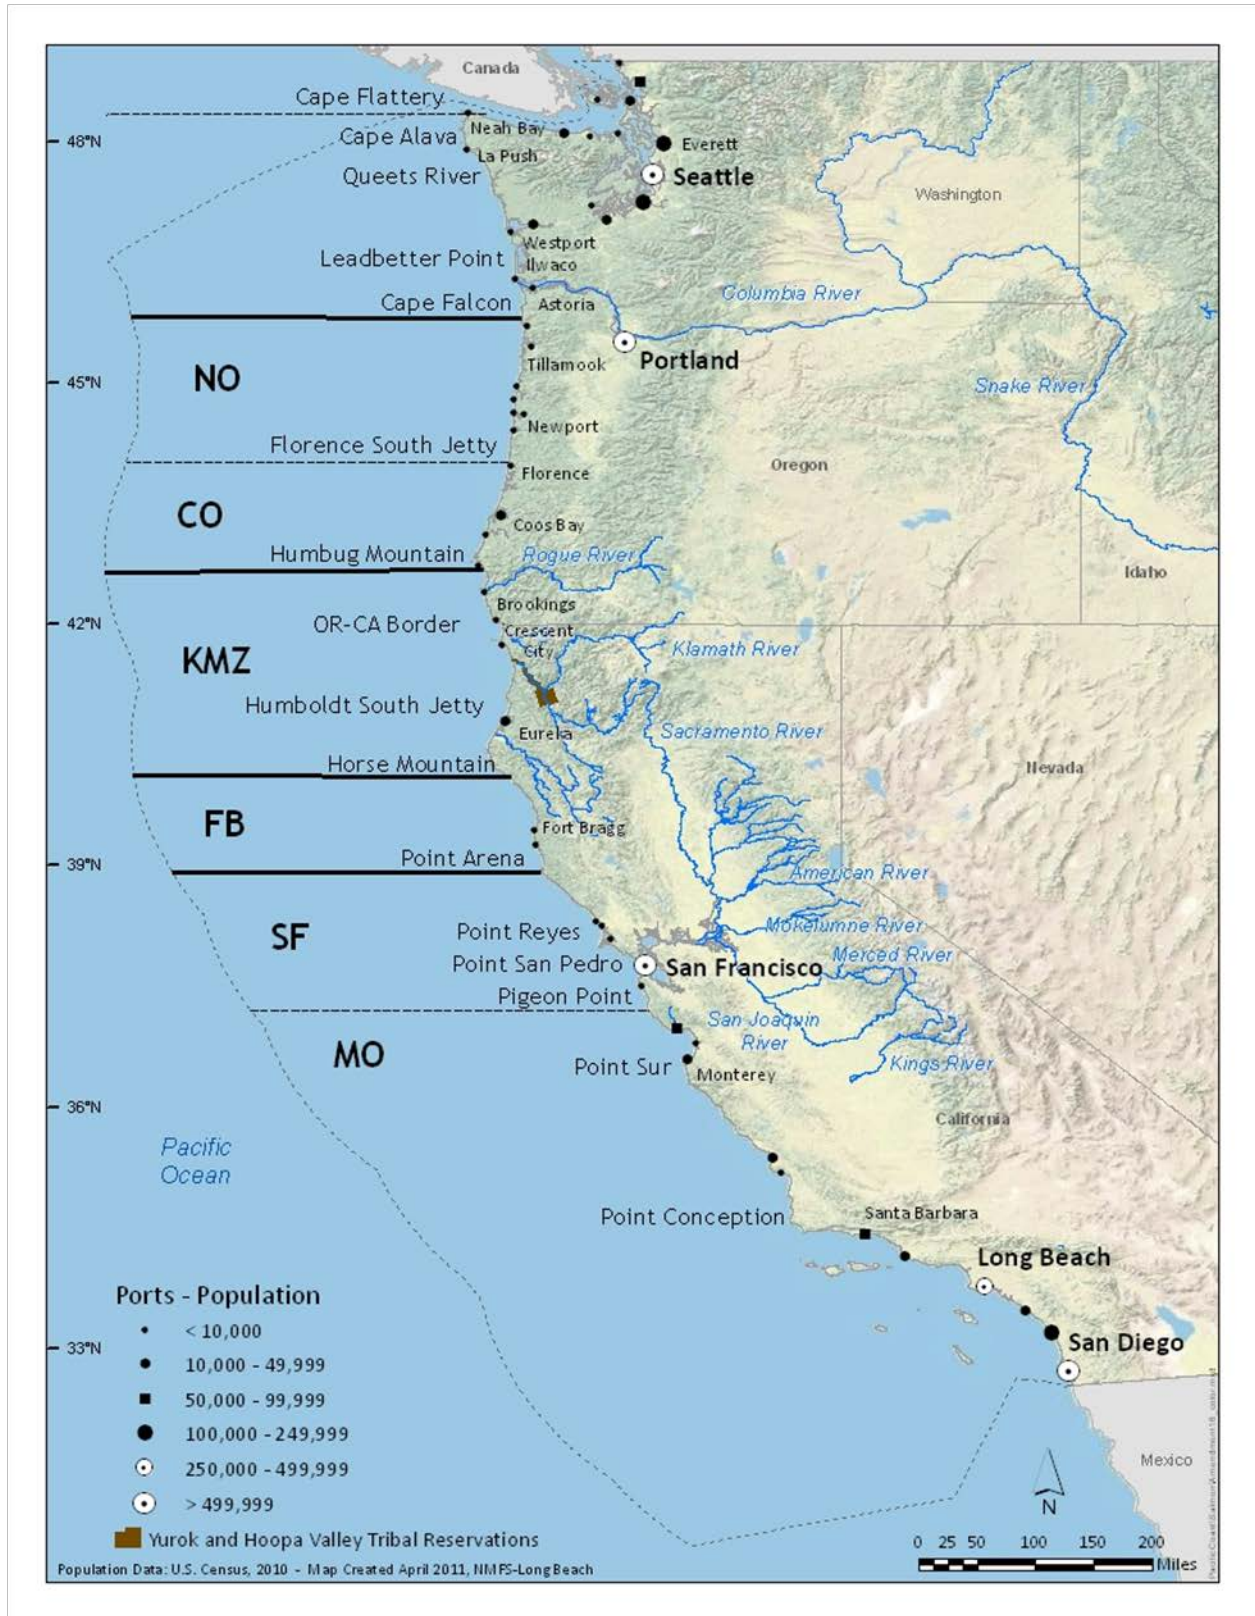 Canada
Cape Flattery
Neah Bay
Cape Alava
48°N
Everett
La Push
Queets River
Seattle
Washington
Westport
Leadbetter Point
Ilwaco
Columbia River
Cape Falcon
Astoria
Portland
Tillamook
NO
45°N
Snake River
Newport
Florence South Jetty
Florence
Oregon
CO
Coos Bay
Humbug Mountain
Rogue River
Idaho
Brookings
42°N
OR-CA Border
Crescent
City
Klamath River
KMZ
Humboldt South Jetty
Eureka
Sacramento River
Horse Mountain
Nevada
FB
Fort Bragg
Point Arena
39°N
American River
Mokelumne River
SF
Point Reyes
Merced River
Point San Pedro
San Francisco
Pigeon Point
San Joaquin
River
MO
Point Sur
Monterey
Kings River
36°N
California
Pacific
Ocean
Point Conception
Santa Barbara
Long Beach
San Diego
33°N
Ports - Population
< 10,000
10,000 - 49,999
50,000 - 99,999
100,000 - 249,999
250,000 - 499,999
> 499,999
Yurok and Hoopa Valley Tribal Reservations
Population Data: U.S. Census, 2010 - Map Created April 2011, NMFS-Long Beach
Mexico
N
0 25 50 100 150 200
Miles